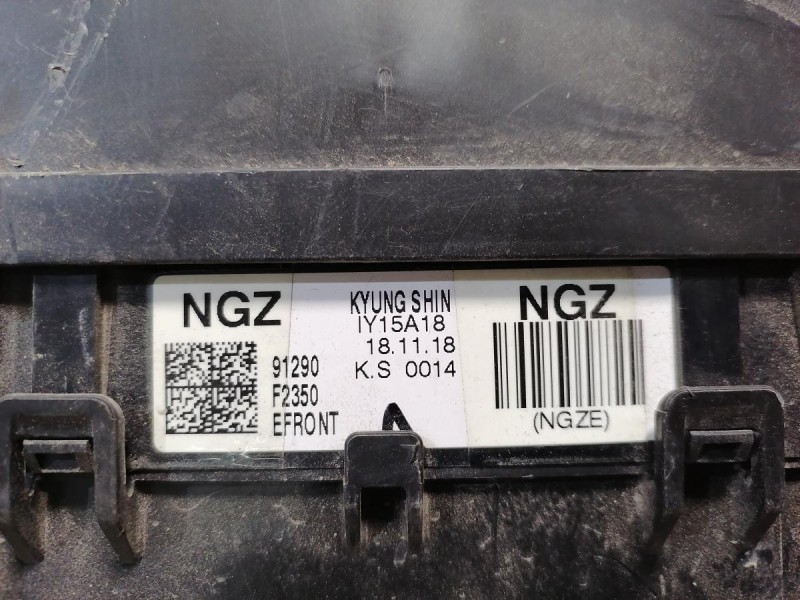 NGZ
91290
F2350
EFRONT
KYUNG SHIN
IY15A18
18.11.18
K.S 0014
A
NGZ
(NGZE)